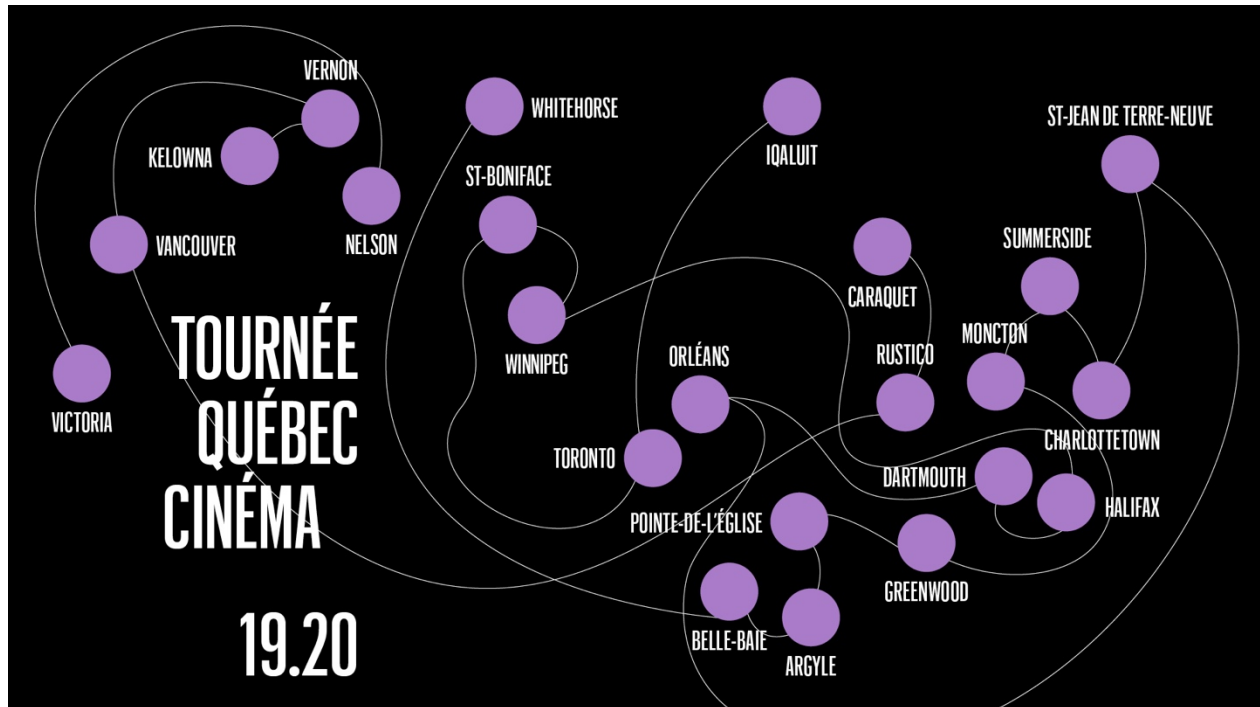 VERNON
WHITEHORSE
IQALUIT
ST-JEAN DE TERRE-NEUVE
KELOWNA
ST-BONIFACE
VANCOUVER
NELSON
SUMMERSIDE
CARAQUET
MONCTON
WINNIPEG
ORLÉANS
RUSTICO
VICTORIA
CHARLOTTETOWN
TORONTO
DARTMOUTH
HALIFAX
POINTE-DE-L'ÉGLISE
GREENWOOD
BELLE-BAIE
ARGYLE
TOURNÉE
QUÉBEC
CINÉMA
19.20